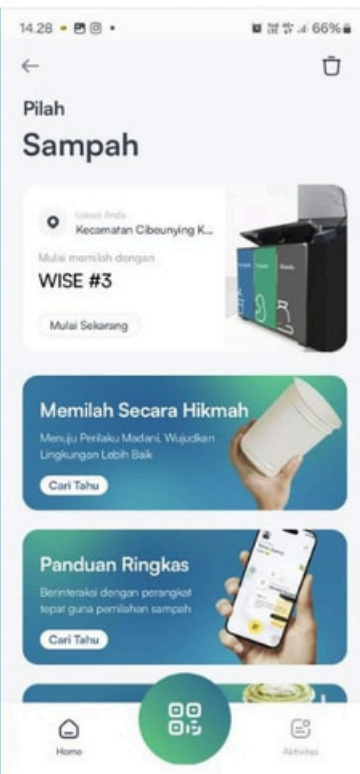 14.28
66%
Pilah
Sampah
Lokasi Anda
Kecamatan Cibeunying K...
Mulai memilah dengan
WISE #3
Mulai Sekarang
Memilah Secara Hikmah
Menuju Perilaku Madani, Wujudkan
Lingkungan Lebih Baik
Cari Tahu
Panduan Ringkas
Berinteraksi dengan perangkat
tepat guna pemilahan sampah
Cari Tahu
Home
Aktivitas